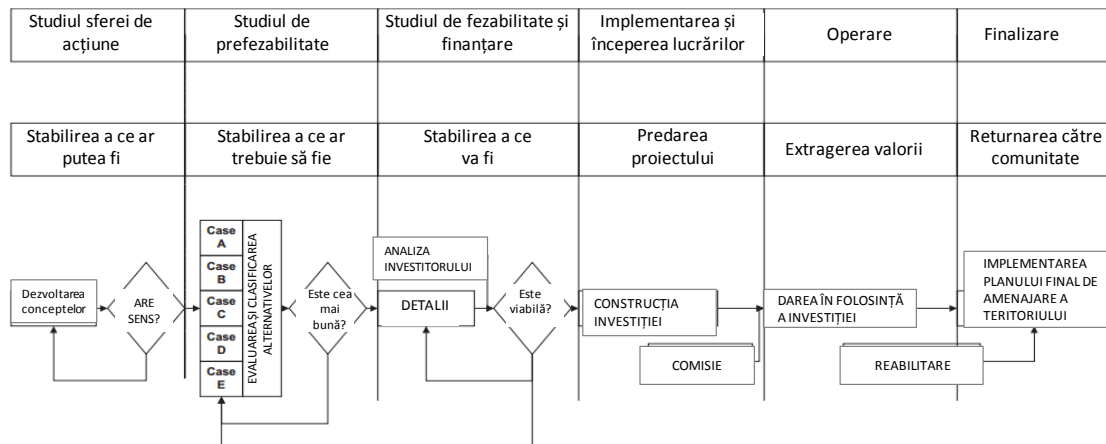 Studiul sferei de
acțiune
Studiul de
prefezabilitate
Studiul de fezabilitate și
finanțare
Implementarea și
începerea lucrărilor
Operare
Finalizare
Stabilirea a ce ar
putea fi
Stabilirea a ce ar
trebuie să fie
Stabilirea a ce
va fi
Predarea
proiectului
Extragerea valorii
Returnarea către
comunitate
Dezvoltarea
conceptelor
ARE
SENS?
Case
A
Case
B
Case
C
Case
D
Case
E
EVALUAREA ȘI CLASIFICAREA
ALTERNATIVELOR
Este cea
mai
bună?
ANALIZA
INVESTITORULUI
DETALII
Este
viabilă?
CONSTRUCȚIA
INVESTIȚIEI
COMISIE
DAREA ÎN FOLOSINȚĂ
A INVESTIȚIEI
REABILITARE
IMPLEMENTAREA
PLANULUI FINAL DE
AMENAJARE A
TERITORIULUI